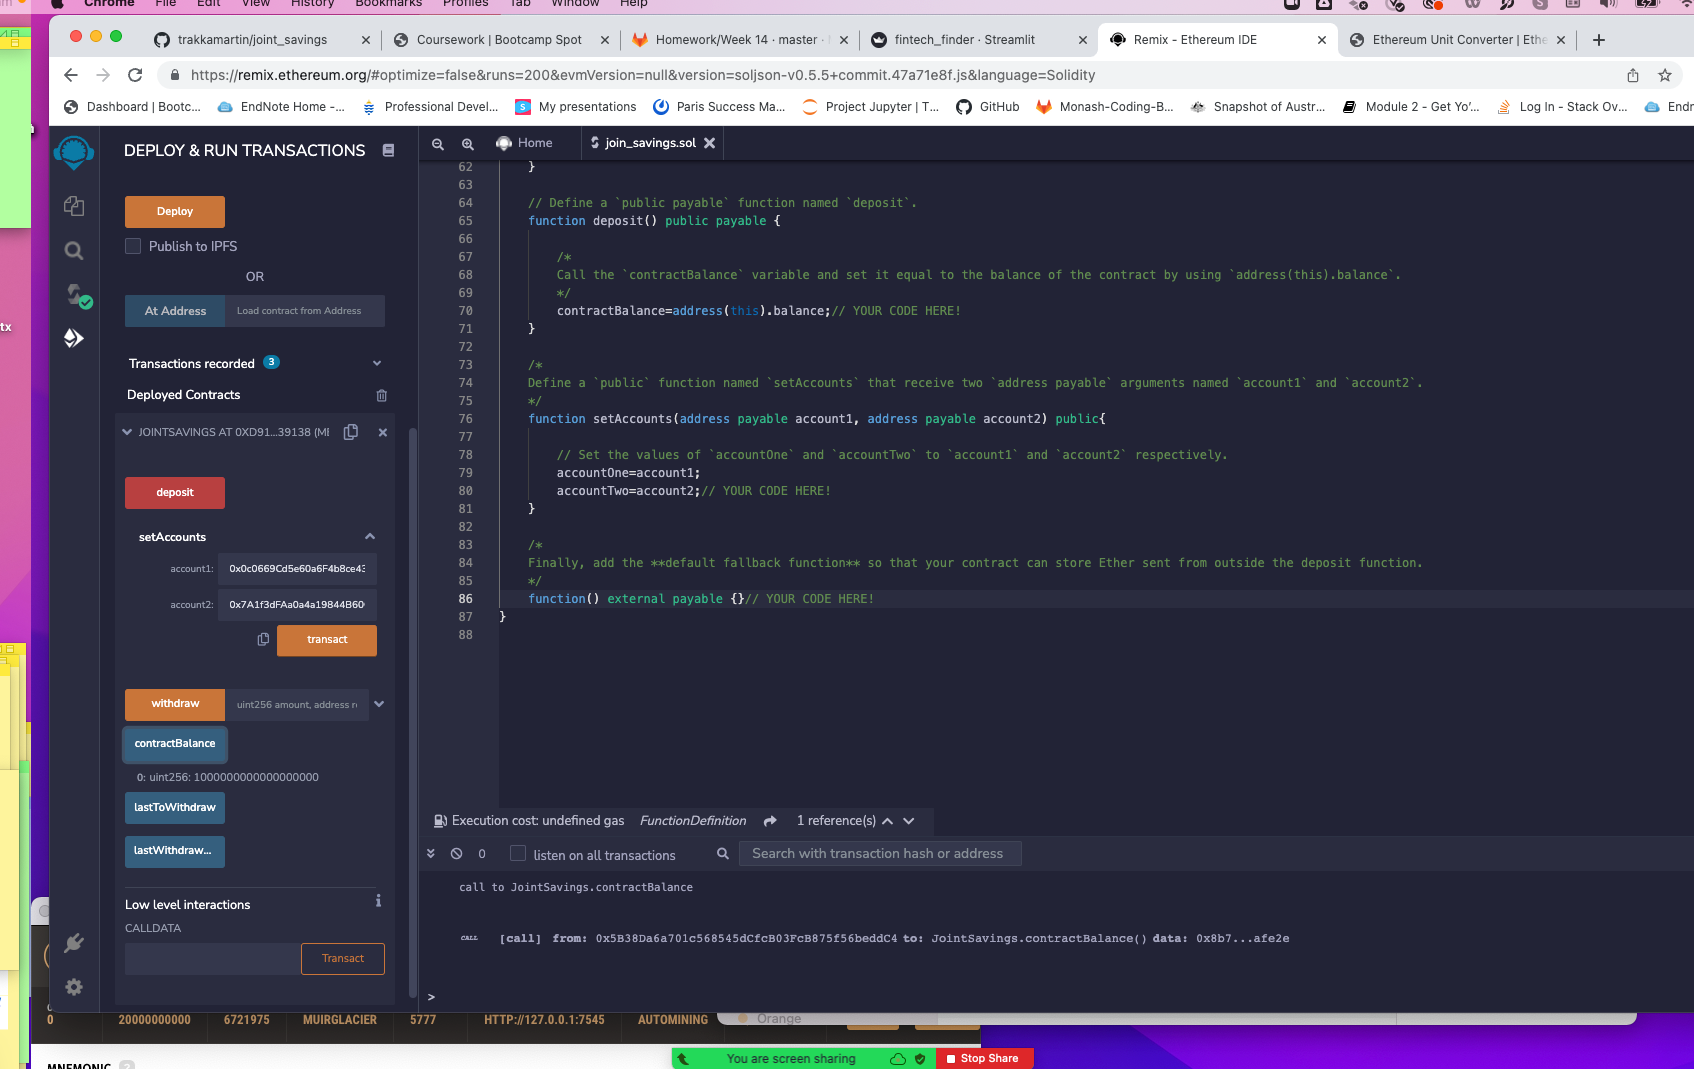 Chrome File Edit View History Bookmarks Profiles Tab Window Help
trakkamartin/joint_savings
Coursework | Bootcamp Spot
Homework/Week 14 · master ·
fintech_finder · Streamlit
Remix - Ethereum IDE
Ethereum Unit Converter | Ethe
https://remix.ethereum.org/#optimize=false&runs=200&evmVersion=null&version=soljson-v0.5.5+commit.47a71e8f.js&language=Solidity
Dashboard | Bootc...
EndNote Home -...
Professional Devel...
My presentations
Paris Success Ma...
Project Jupyter | T...
GitHub
Monash-Coding-B...
Snapshot of Austr...
Module 2 - Get Yo'...
Log In - Stack Ov...
Endn
DEPLOY & RUN TRANSACTIONS
Deploy
Publish to IPFS
OR
At Address
Load contract from Address
Transactions recorded 3
Deployed Contracts
JOINTSAVINGS AT 0XD91...39138 (ME
deposit
setAccounts
account1: 0x0c0669Cd5e60a6F4b8ce43
account2: 0x7A1f3dFAa0a4a19844B60
transact
withdraw
uint256 amount, address r
contractBalance
0: uint256: 1000000000000000000
lastToWithdraw
lastWithdraw...
Low level interactions
CALLDATA
Transact
tx
Home
join_savings.sol
62 }
63
64 // Define a `public payable` function named `deposit`.
65 function deposit() public payable {
66
67 /*
68 Call the `contractBalance` variable and set it equal to the balance of the contract by using `address(this).balance`.
69 */
70 contractBalance=address(this).balance;// YOUR CODE HERE!
71 }
72
73 /*
74 Define a `public` function named `setAccounts` that receive two `address payable` arguments named `account1` and `account2`.
75 */
76 function setAccounts(address payable account1, address payable account2) public{
77
78 // Set the values of `accountOne` and `accountTwo` to `account1` and `account2` respectively.
79 accountOne=account1;
80 accountTwo=account2;// YOUR CODE HERE!
81 }
82
83 /*
84 Finally, add the **default fallback function** so that your contract can store Ether sent from outside the deposit function.
85 */
86 function() external payable {}// YOUR CODE HERE!
87 }
88
Execution cost: undefined gas FunctionDefinition 1 reference(s)
0 listen on all transactions
Search with transaction hash or address
call to JointSavings.contractBalance
CALL [call] from: 0x5B38Da6a701c568545dCfcB03FcB875f56beddC4 to: JointSavings.contractBalance() data: 0x8b7...afe2e
>
0 20000000000 6721975 MUIRGLACIER 5777 HTTP://127.0.0.1:7545 AUTOMINING
Orange
You are screen sharing
Stop Share
MNEMONIC